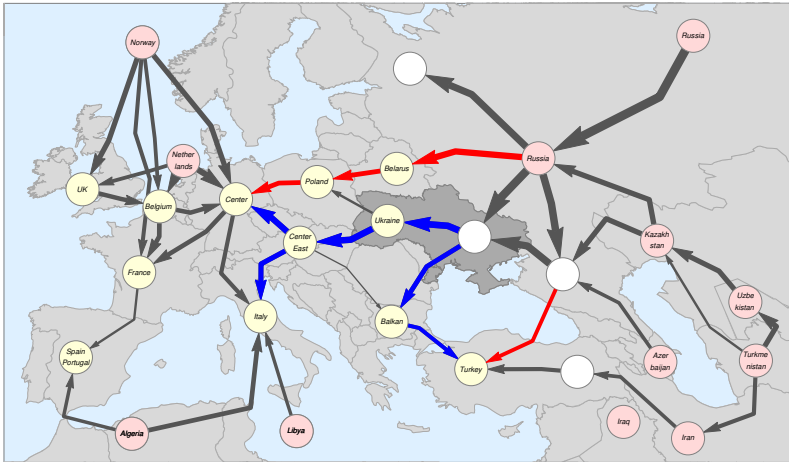 Norway
Russia
Nether
lands
Russia
UK
Belgium
Center
Poland
Belarus
Ukraine
Center
East
Kazakh
stan
France
Italy
Balkan
Uzbe
kistan
Spain
Portugal
Turkey
Azer
baijan
Turkme
nistan
Algeria
Libya
Iraq
Iran